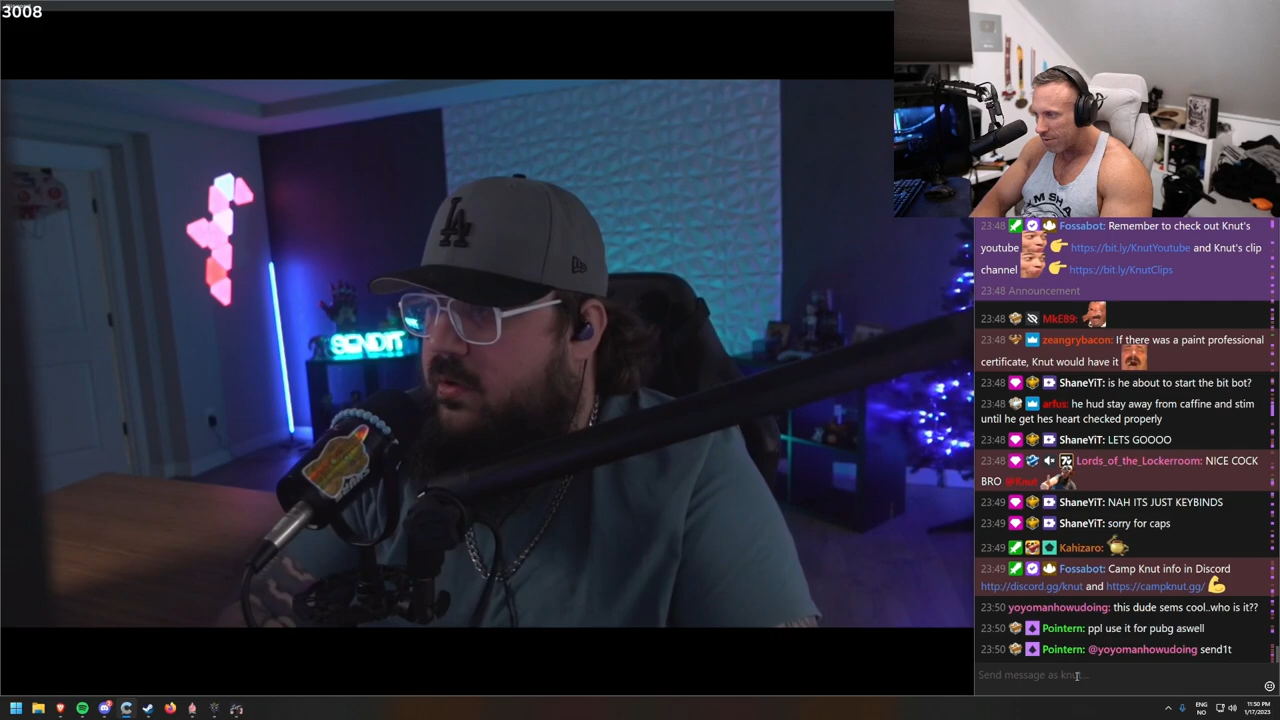 3008
LA
SENDIT
23:48 Fossabot: Remember to check out Knut's
youtube https://bit.ly/KnutYoutube and Knut's clip
channel https://bit.ly/KnutClips
23:48 Announcement
23:48 MkE89:
23:48 zeangrybacon: If there was a paint professional
certificate, Knut would have it
23:48 ShaneYiT: is he about to start the bit bot?
23:48 arfus: he hud stay away from caffine and stim
until he get hes heart checked properly
23:48 ShaneYiT: LETS GOOOO
23:48 Lords_of_the_Lockerroom: NICE COCK
BRO @Knut
23:49 ShaneYiT: NAH ITS JUST KEYBINDS
23:49 ShaneYiT: sorry for caps
23:49 Kahizaro:
23:49 Fossabot: Camp Knut info in Discord
http://discord.gg/knut and https://campknut.gg/
23:50 yoyomanhowudoing: this dude sems cool..who is it??
23:50 Pointern: ppl use it for pubg aswell
23:50 Pointern: @yoyomanhowudoing send1t
Send message as knut...
ENG
NO
11:50 PM
1/17/2023